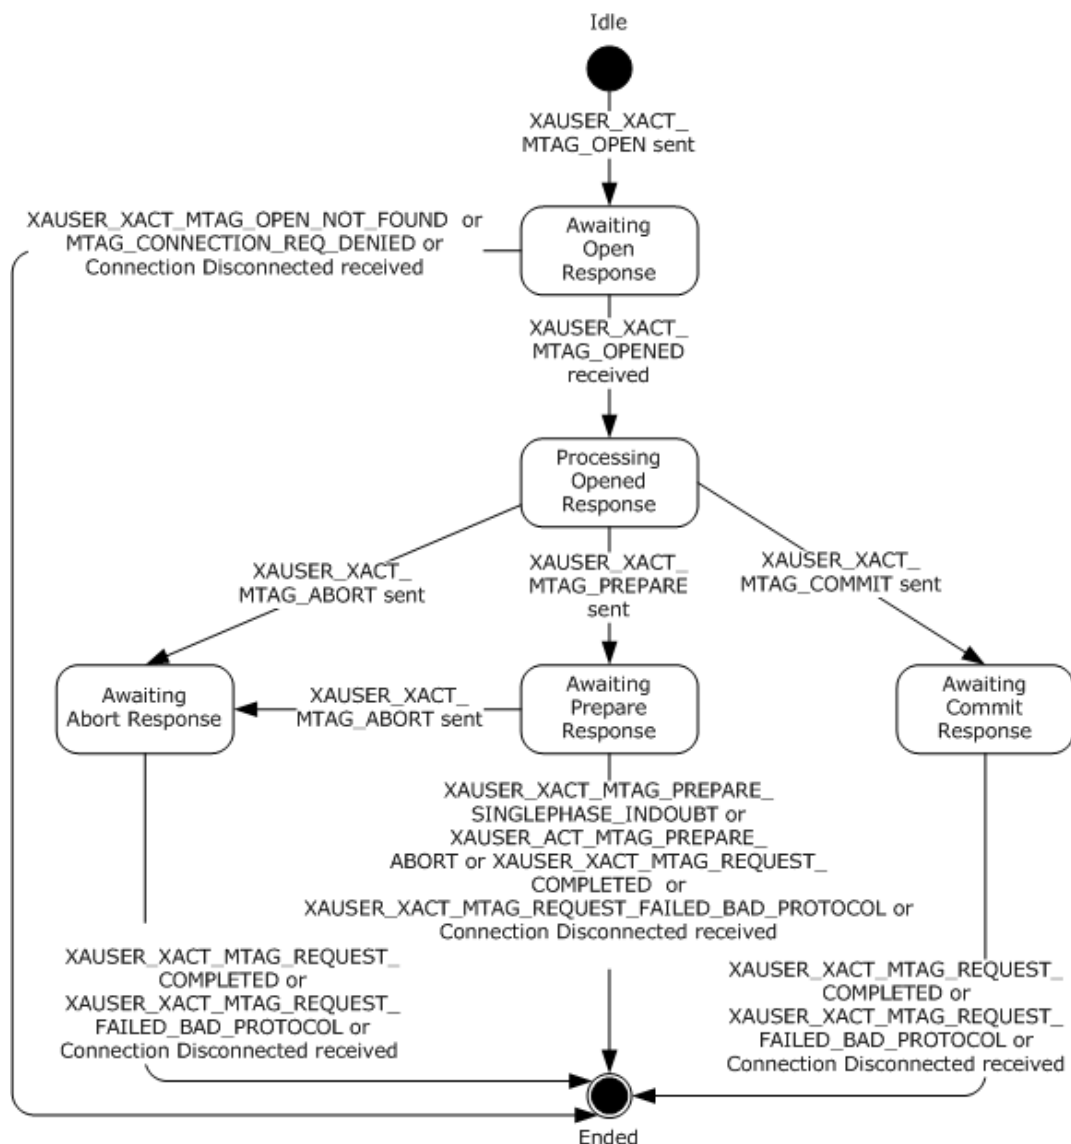 Idle
XAUSER_XACT_
MTAG_OPEN sent
XAUSER_XACT_MTAG_OPEN_NOT_FOUND or
MTAG_CONNECTION_REQ_DENIED or
Connection Disconnected received
Awaiting
Open
Response
XAUSER_XACT_
MTAG_OPENED
received
Processing
Opened
Response
XAUSER_XACT_
MTAG_ABORT sent
XAUSER_XACT_
MTAG_PREPARE
sent
XAUSER_XACT_
MTAG_COMMIT sent
Awaiting
Abort Response
XAUSER_XACT_
MTAG_ABORT sent
Awaiting
Prepare
Response
Awaiting
Commit
Response
XAUSER_XACT_MTAG_PREPARE_
SINGLEPHASE_INDOUBT or
XAUSER_ACT_MTAG_PREPARE_
ABORT or XAUSER_XACT_MTAG_REQUEST_
COMPLETED or
XAUSER_XACT_MTAG_REQUEST_FAILED_BAD_PROTOCOL or
Connection Disconnected received
XAUSER_XACT_MTAG_REQUEST_
COMPLETED or
XAUSER_XACT_MTAG_REQUEST_
FAILED_BAD_PROTOCOL or
Connection Disconnected received
XAUSER_XACT_MTAG_REQUEST_
COMPLETED or
XAUSER_XACT_MTAG_REQUEST_
FAILED_BAD_PROTOCOL or
Connection Disconnected received
Ended